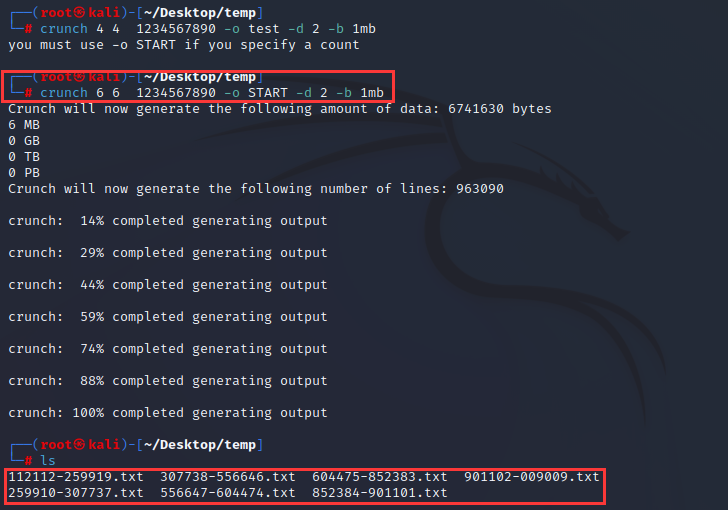 ┌──(root㉿kali)-[~/Desktop/temp]
└─# crunch 4 4  1234567890 -o test -d 2 -b 1mb
you must use -o START if you specify a count
┌──(root㉿kali)-[~/Desktop/temp]
└─# crunch 6 6  1234567890 -o START -d 2 -b 1mb
Crunch will now generate the following amount of data: 6741630 bytes
6 MB
0 GB
0 TB
0 PB
Crunch will now generate the following number of lines: 963090
crunch:  14% completed generating output
crunch:  29% completed generating output
crunch:  44% completed generating output
crunch:  59% completed generating output
crunch:  74% completed generating output
crunch:  88% completed generating output
crunch: 100% completed generating output
┌──(root㉿kali)-[~/Desktop/temp]
└─# ls
112112-259919.txt  307738-556646.txt  604475-852383.txt  901102-009009.txt
259910-307737.txt  556647-604474.txt  852384-901101.txt